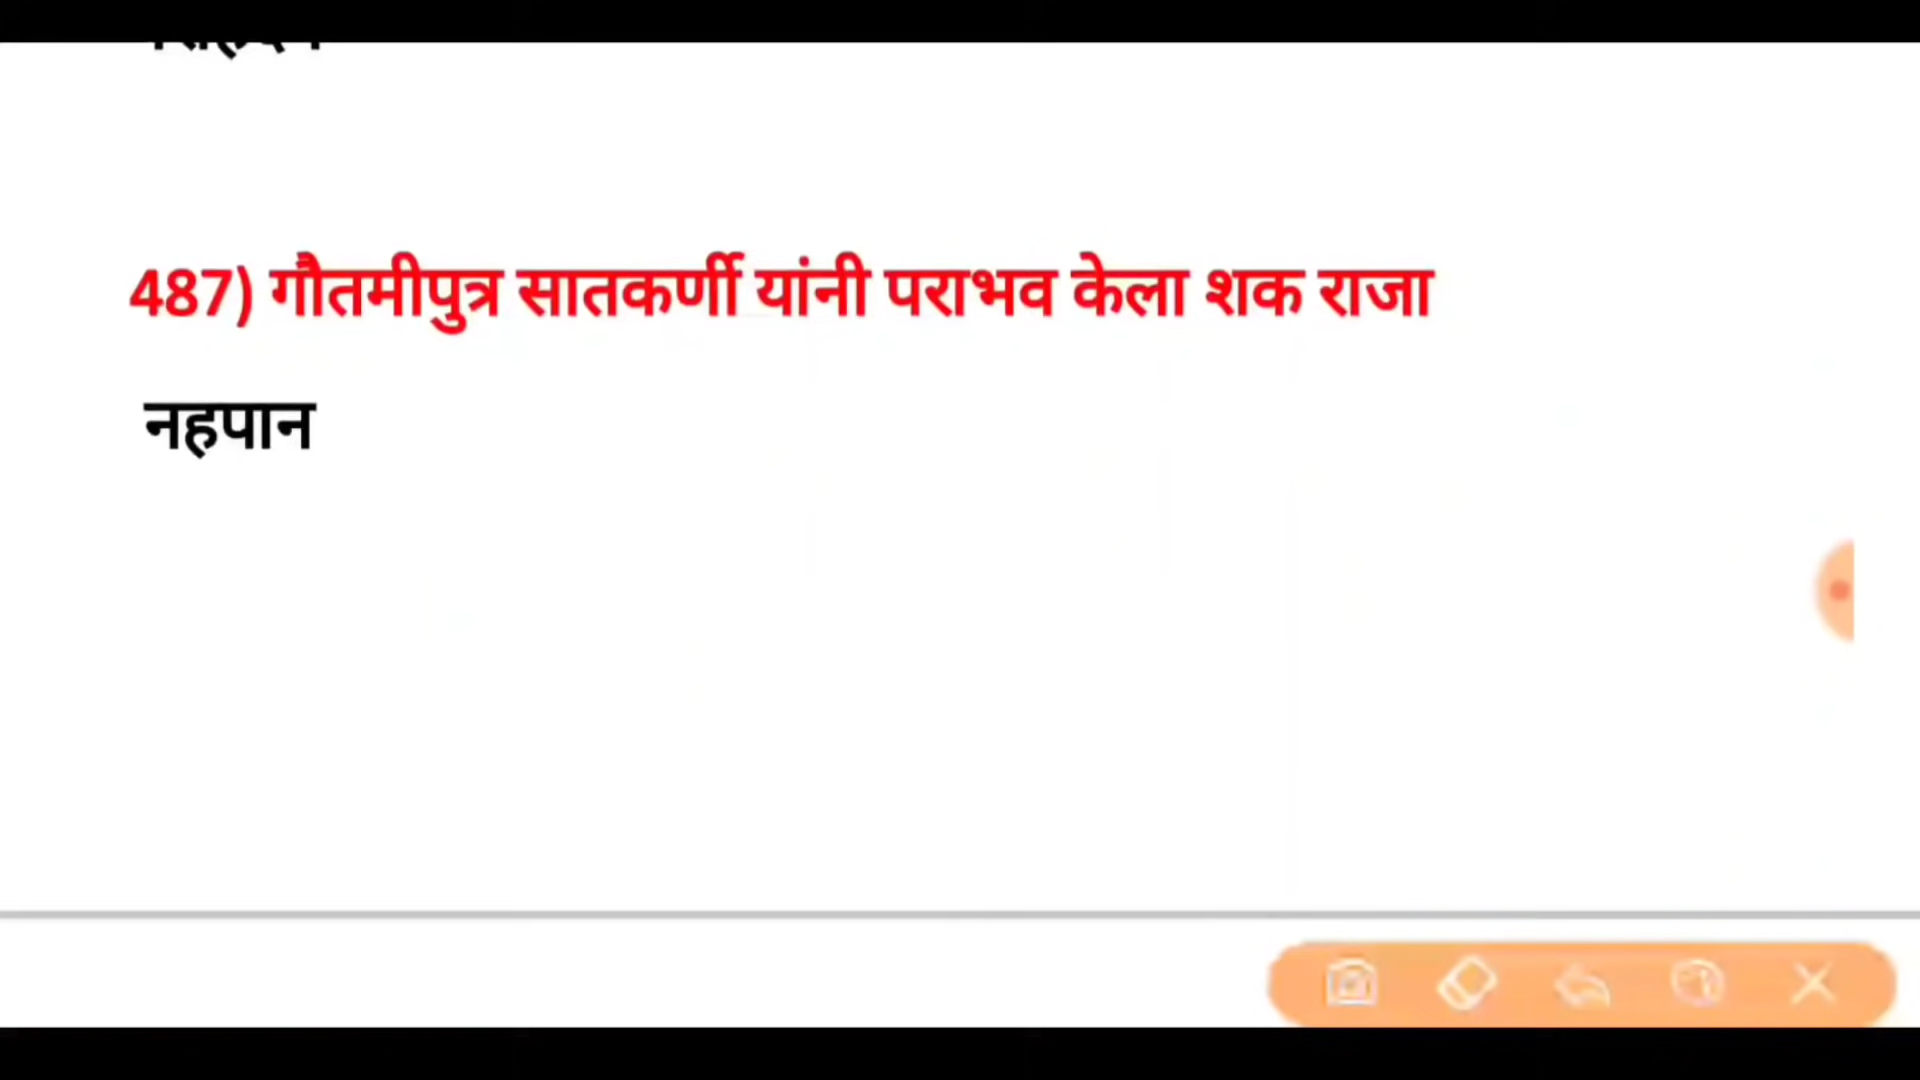 487) गौतमीपुत्र सातकर्णी यांनी पराभव केला शक राजा
नहपान